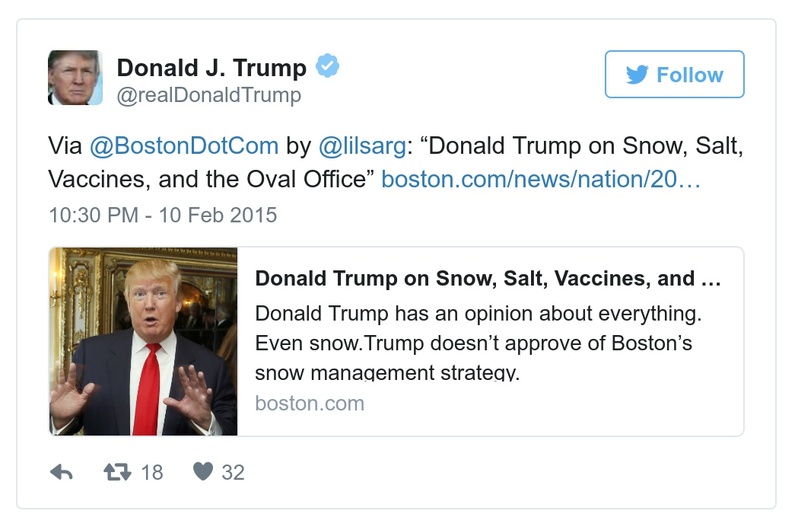 Donald J. Trump
@realDonaldTrump
Follow
Via @BostonDotCom by @lilsarg: “Donald Trump on Snow, Salt,
Vaccines, and the Oval Office” boston.com/news/nation/20…
10:30 PM - 10 Feb 2015
Donald Trump on Snow, Salt, Vaccines, and …
Donald Trump has an opinion about everything.
Even snow.Trump doesn’t approve of Boston’s
snow management strategy.
boston.com
18
32